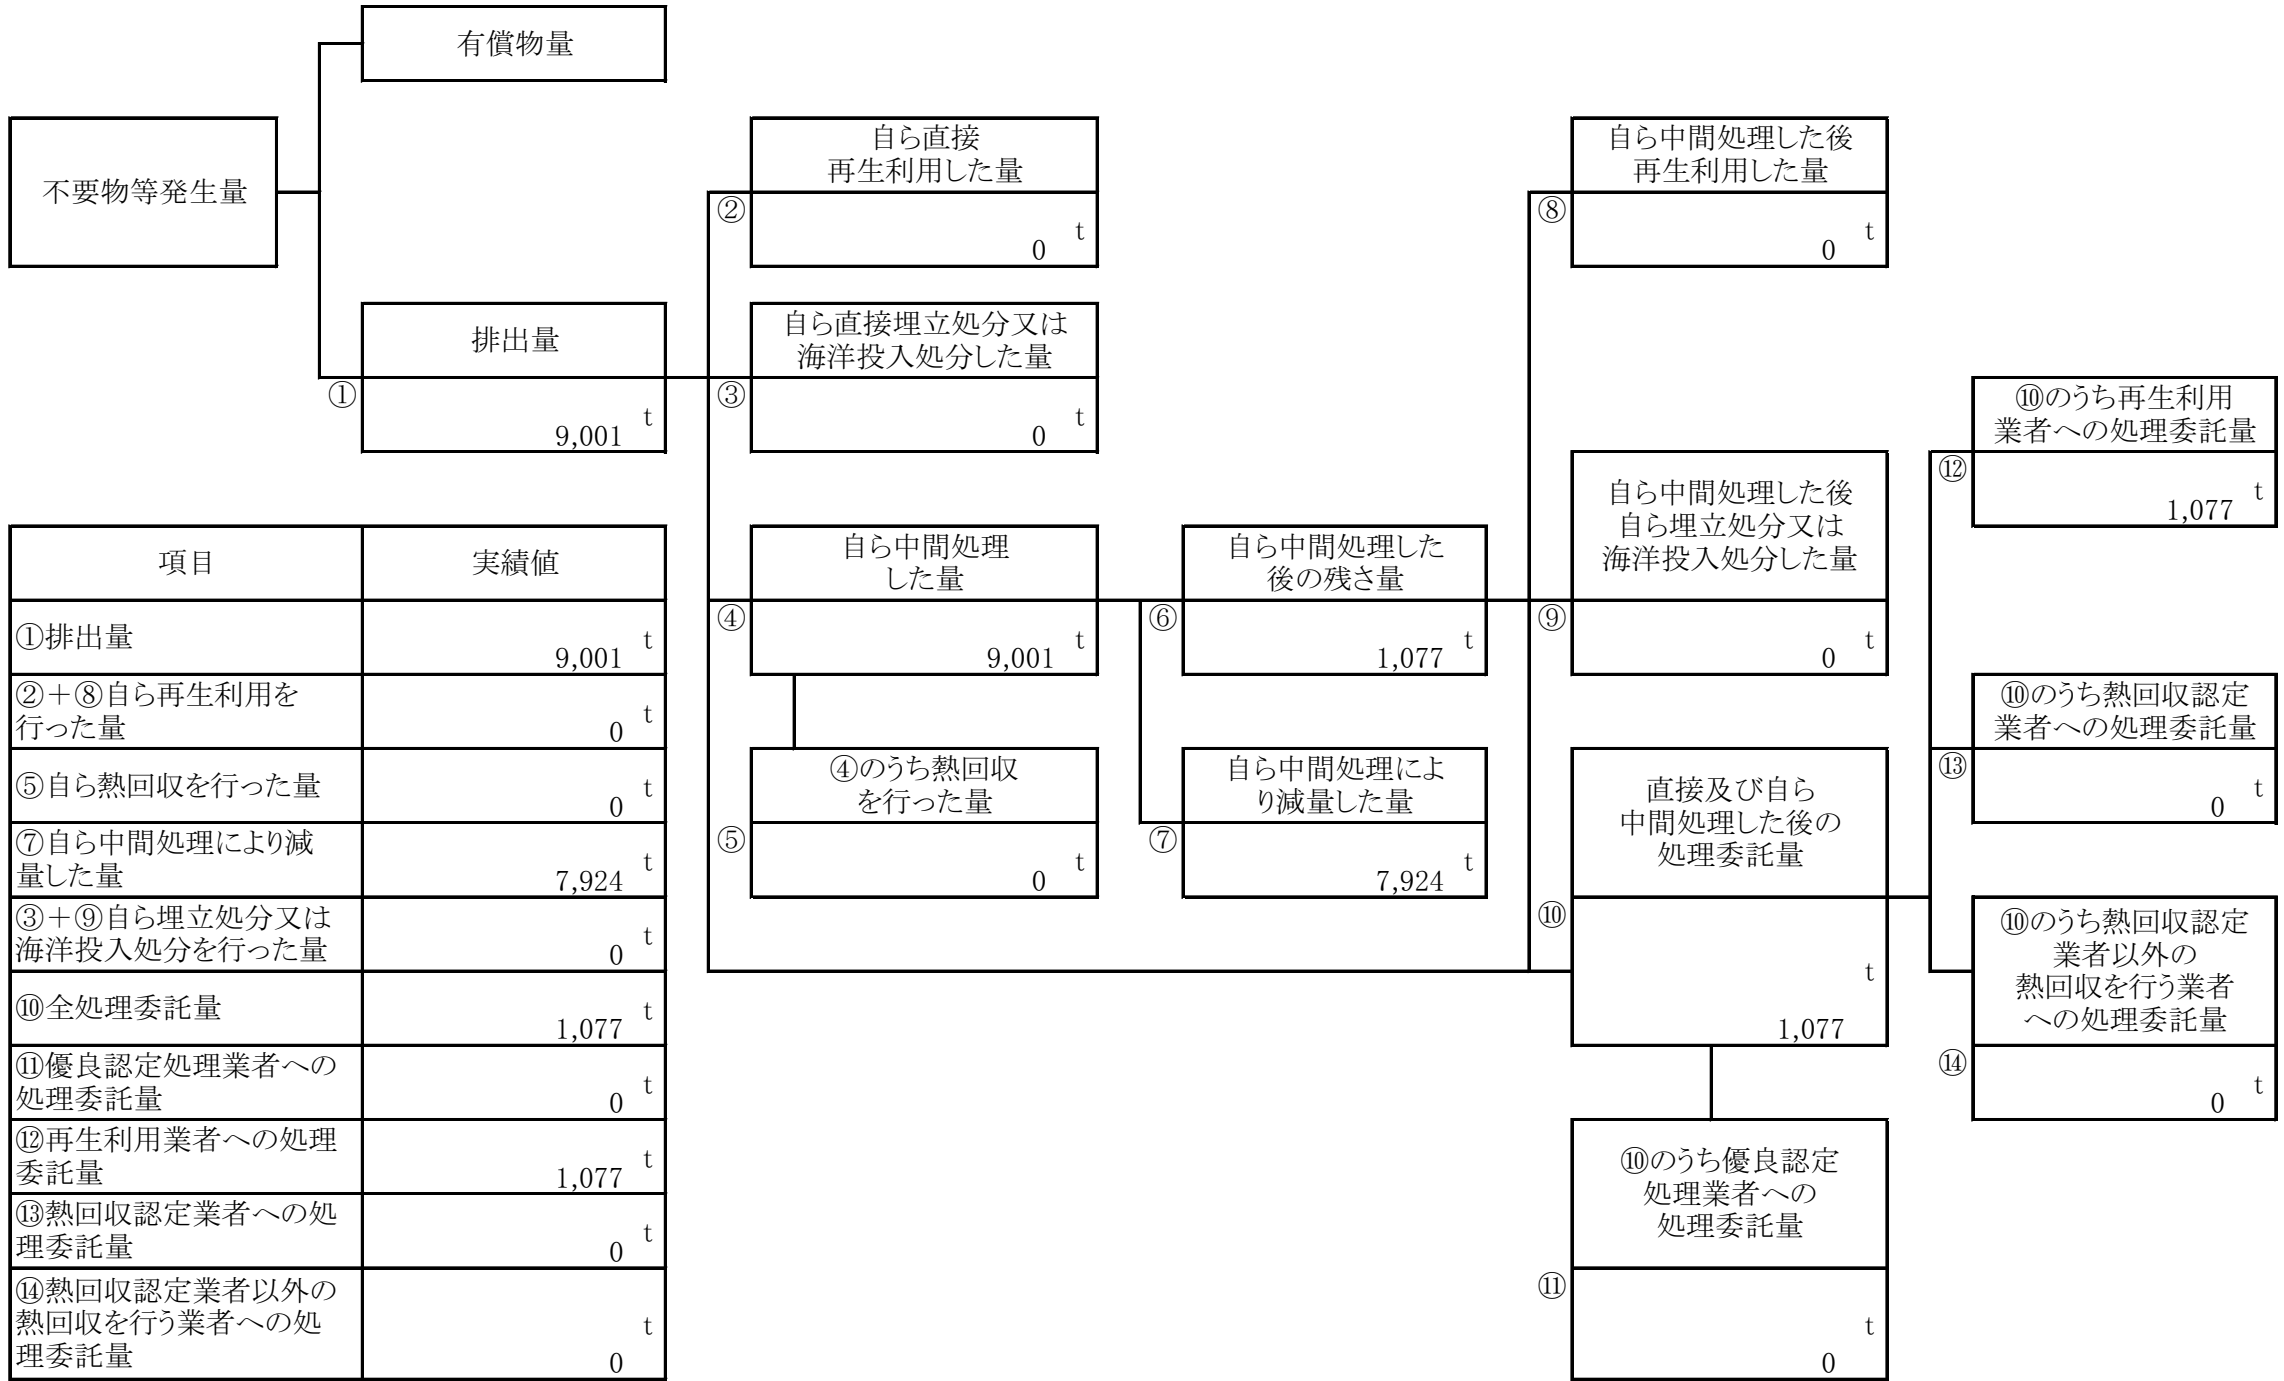 有償物量
不要物等発生量
排出量
①
9,001 t
自ら直接
再生利用した量
②
0 t
自ら直接埋立処分又は
海洋投入処分した量
③
0 t
自ら中間処理
した量
④
9,001 t
④のうち熱回収
を行った量
⑤
0 t
自ら中間処理した
後の残さ量
⑥
1,077 t
自ら中間処理によ
り減量した量
⑦
7,924 t
自ら中間処理した後
再生利用した量
⑧
0 t
自ら中間処理した後
自ら埋立処分又は
海洋投入処分した量
⑨
0 t
直接及び自ら
中間処理した後の
処理委託量
⑩
1,077 t
⑩のうち優良認定
処理業者への
処理委託量
⑪
0 t
⑩のうち再生利用
業者への処理委託量
⑫
1,077 t
⑩のうち熱回収認定
業者への処理委託量
⑬
0 t
⑩のうち熱回収認定
業者以外の
熱回収を行う業者
への処理委託量
⑭
0 t
項目 実績値
①排出量
9,001 t
②＋⑧自ら再生利用を
行った量
0 t
⑤自ら熱回収を行った量
0 t
⑦自ら中間処理により減
量した量
7,924 t
③＋⑨自ら埋立処分又は
海洋投入処分を行った量
0 t
⑩全処理委託量
1,077 t
⑪優良認定処理業者への
処理委託量
0 t
⑫再生利用業者への処理
委託量
1,077 t
⑬熱回収認定業者への処
理委託量
0 t
⑭熱回収認定業者以外の
熱回収を行う業者への処
理委託量
0 t